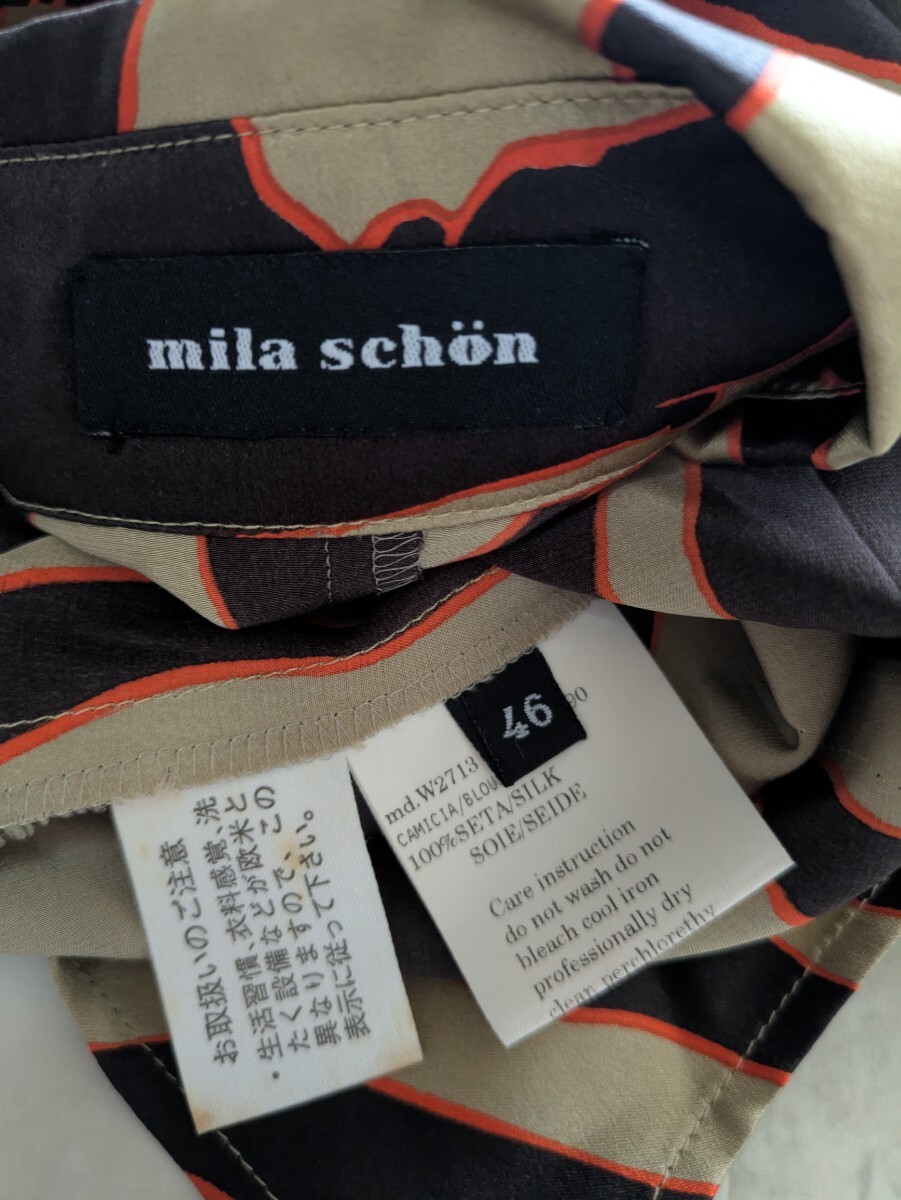 mila schön
46
90
md.W2713
CAMICIA/BLOU
100%SETA/SILK
SOIE/SEIDE
Care instruction
do not wash do not
bleach cool iron
professionally dry
clean perchlorethy
お取扱いのご注意
・生活習慣、衣料感覚、洗
たく設備などが欧米と
異なりますので、この
表示に従って下さい。